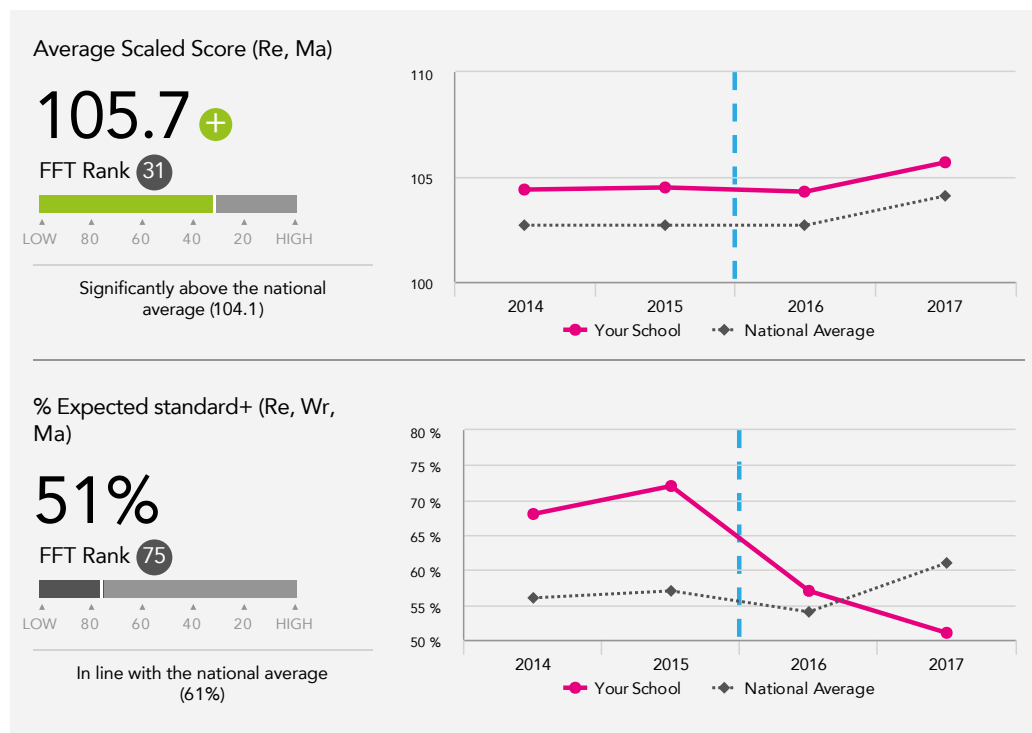 Average Scaled Score (Re, Ma)
105.7 +
FFT Rank 31
LOW 80 60 40 20 HIGH
Significantly above the national
average (104.1)
110
105
100
2014 2015 2016 2017
Your School National Average
% Expected standard+ (Re, Wr,
Ma)
51%
FFT Rank 75
LOW 80 60 40 20 HIGH
In line with the national average
(61%)
80 %
75 %
70 %
65 %
60 %
55 %
50 %
2014 2015 2016 2017
Your School National Average